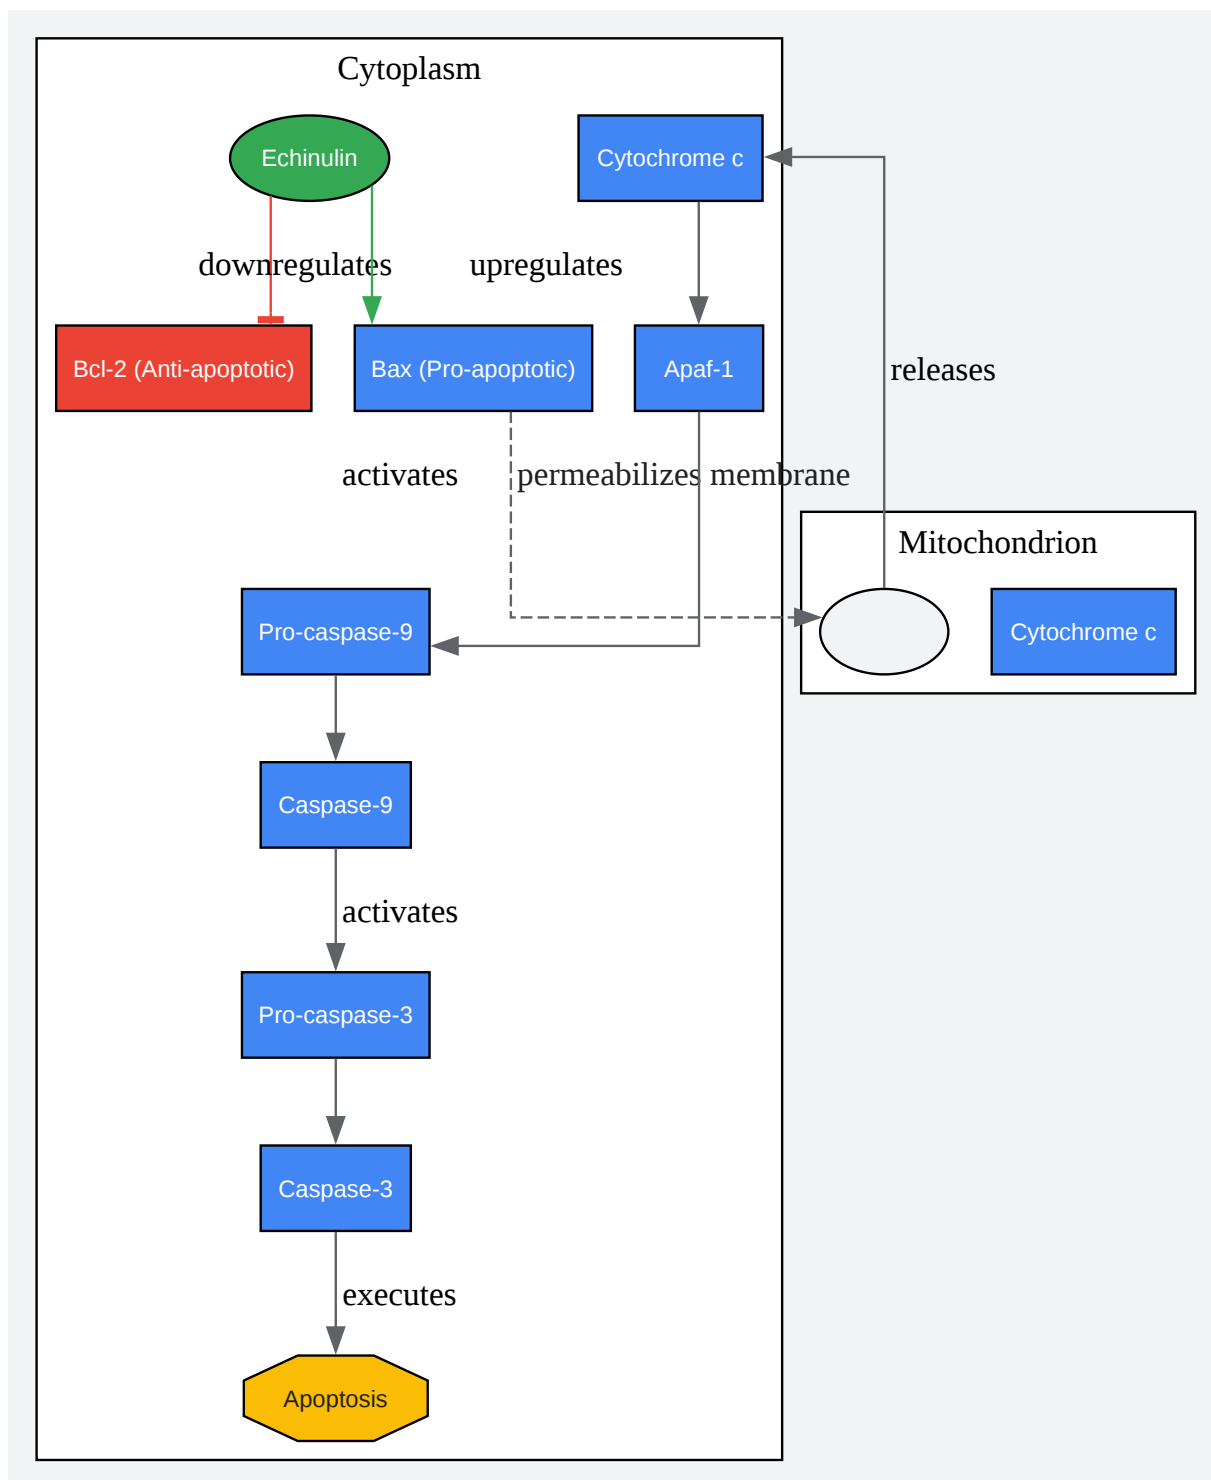 Cytoplasm
Echinulin
Cytochrome c
downregulates
upregulates
Bcl-2 (Anti-apoptotic)
Bax (Pro-apoptotic)
Apaf-1
releases
activates
permeabilizes membrane
Mitochondrion
Pro-caspase-9
Cytochrome c
Caspase-9
activates
Pro-caspase-3
Caspase-3
executes
Apoptosis